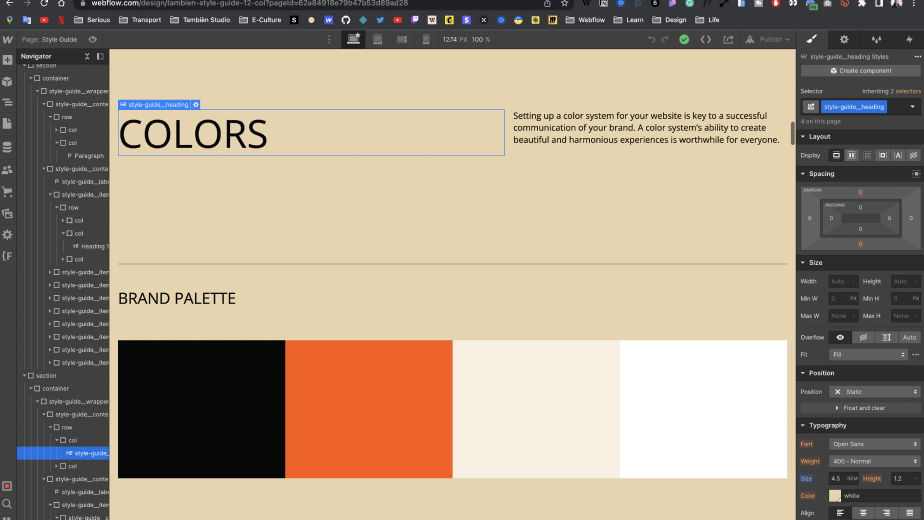 webflow.com/design/tambien-style-guide-12-col?pageId=62a84918e79b47b53d89ad28
Serious
Transport
Tambiên Studio
E-Culture
Webflow
Learn
Design
Life
Page: Style Guide
1274 PX 100 %
Publish
Navigator
section
container
style-guide__wrapper
style-guide__conte
row
col
col
Paragraph
style-guide__conte
style-guide__labe
style-guide__item
row
col
col
Heading 1
col
style-guide__item
style-guide__item
style-guide__item
style-guide__item
style-guide__item
style-guide__item
style-guide__item
style-guide__item
section
container
style-guide__wrapper
style-guide__conte
row
col
style-guide_
col
style-guide__conte
style-guide__labe
style-guide__item
style-guide__c
H2 style-guide__heading
COLORS
Setting up a color system for your website is key to a successful
communication of your brand. A color system's ability to create
beautiful and harmonious experiences is worthwhile for everyone.
BRAND PALETTE
style-guide__heading Styles
Create component
Selector
Inheriting 2 selectors
style-guide__heading
4 on this page
Layout
Display
Spacing
MARGIN
0
PADDING
0
0
0
0
0
0
0
Size
Width Auto Height Auto
Min W 0 PX Min H 0 PX
Max W None Max H None
Overflow Auto
Fit Fill
Position
Position Static
Float and clear
Typography
Font Open Sans
Weight 400 - Normal
Size 4.5 REM Height 1.2
Color white
Align